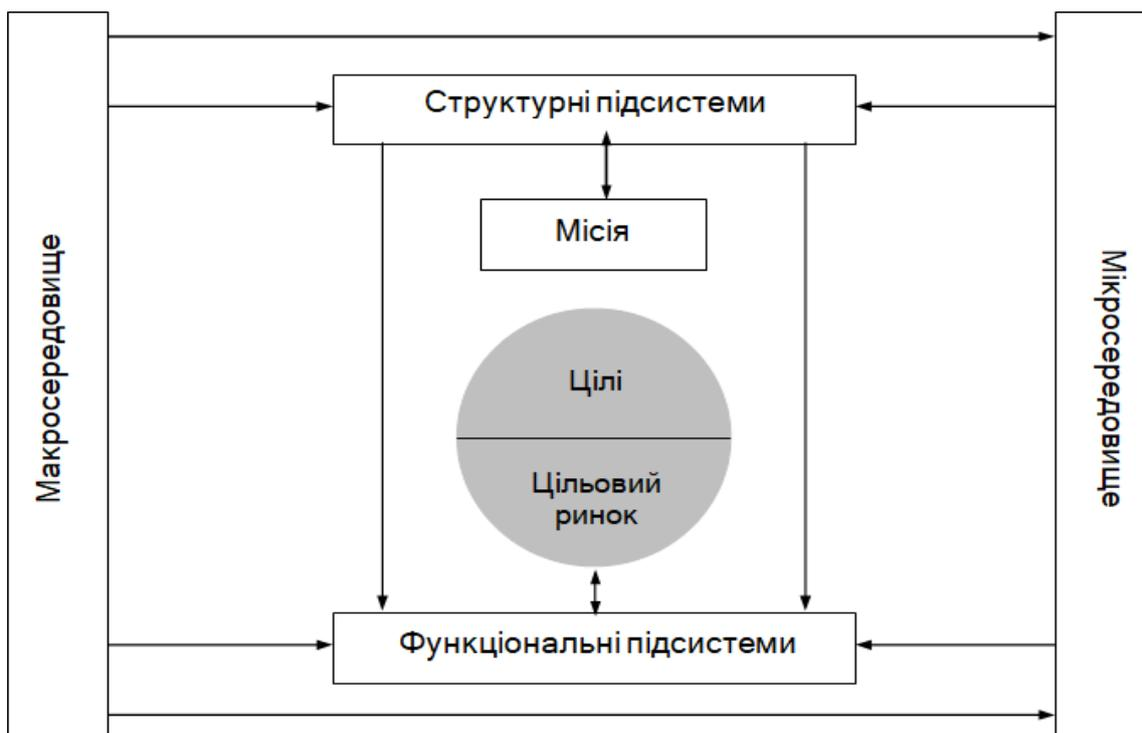 Структурні підсистеми
Місія
Макросередовище
Мікросередовище
Цілі
Цільовий
ринок
Функціональні підсистеми